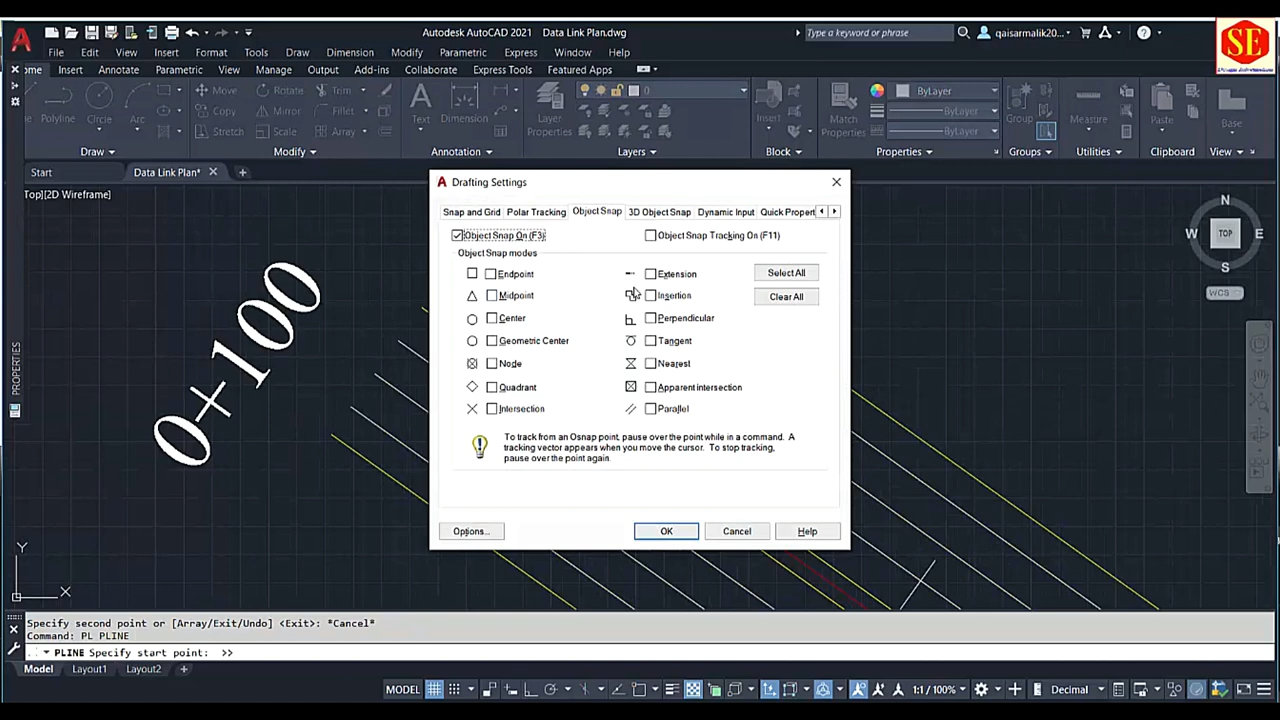 Autodesk AutoCAD 2021 Data Link Plan.dwg
Type a keyword or phrase
qaisarmalik20...
SE
File Edit View Insert Format Tools Draw Dimension Modify Parametric Express Window Help
ome Insert Annotate Parametric View Manage Output Add-ins Collaborate Express Tools Featured Apps
Polyline Circle Arc
Move Rotate Trim
Copy Mirror Fillet
Stretch Scale Array
Text Dimension
Layer Properties
0
Insert
Match Properties
ByLayer
ByLayer
ByLayer
Group
Measure
Paste
Base
Draw Modify Annotation Layers Block Properties Groups Utilities Clipboard View
Start Data Link Plan*
Top][2D Wireframe]
Drafting Settings
Snap and Grid Polar Tracking Object Snap 3D Object Snap Dynamic Input Quick Propert
Object Snap On (F3) Object Snap Tracking On (F11)
Object Snap modes
Endpoint Extension Select All
Midpoint Insertion Clear All
Center Perpendicular
Geometric Center Tangent
Node Nearest
Quadrant Apparent intersection
Intersection Parallel
To track from an Osnap point, pause over the point while in a command. A
tracking vector appears when you move the cursor. To stop tracking,
pause over the point again.
Options... OK Cancel Help
0+100
N
W TOP E
S
WCS
PROPERTIES
Y
X
Specify second point or [Array/Exit/Undo] <Exit>: *Cancel*
Command: PL PLINE
PLINE Specify start point: >>
Model Layout1 Layout2 +
MODEL 1:1 / 100% Decimal